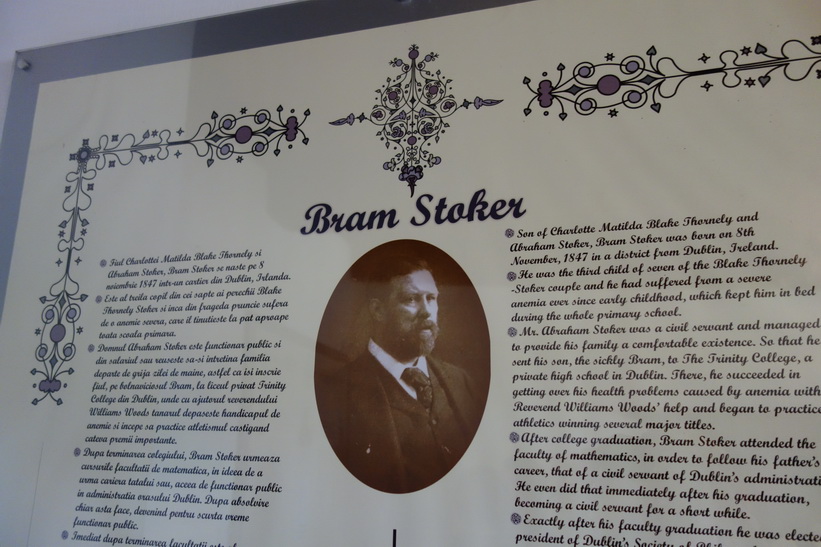 Bram Stoker
Fiul Charlottei Matilda Blake Thornely si
Abraham Stoker, Bram Stoker se naste pe 8
noiembrie 1847 intr-un cartier din Dublin, Irlanda.
Este al treila copil din cei sapte ai perechii Blake
Thornely Stoker si inca din frageda pruncie sufera
de o anemie severa, care il tinutieste la pat aproape
toata scoala primara.
Domnul Abraham Stoker este functionar public si
din salariul sau reuseste sa-si intretina familia
departe de grija zilei de maine, astfel ca isi inscrie
fiul, pe bolnaviciosul Bram, la liceul privat Trinity
College din Dublin, unde cu ajutorul reverendului
Williams Woods tanarul depaseste handicapul de
anemie si incepe sa practice atletismul castigand
cateva premii importante.
Dupa terminarea colegiului, Bram Stoker urmeaza
cursurile facultatii de matematica, in ideea de a
urma cariera tatalui sau, aceea de functionar public
in administratia orasului Dublin. Dupa absolvire
chiar asta face, devenind pentru scurta vreme
functionar public.
Imediat dupa terminarea facultatii este
Son of Charlotte Matilda Blake Thornely and
Abraham Stoker, Bram Stoker was born on 8th
November, 1847 in a district from Dublin, Ireland.
He was the third child of seven of the Blake Thornely
-Stoker couple and he had suffered from a severe
anemia ever since early childhood, which kept him in bed
during the whole primary school.
Mr. Abraham Stoker was a civil servant and managed
to provide his family a comfortable existence. So that he
sent his son, the sickly Bram, to The Trinity College, a
private high school in Dublin. There, he succeeded in
getting over his health problems caused by anemia with
Reverend Williams Woods' help and began to practice
athletics winning several major titles.
After college graduation, Bram Stoker attended the
faculty of mathematics, in order to follow his father's
career, that of a civil servant of Dublin's administrati
He even did that immediately after his graduation,
becoming a civil servant for a short while.
Exactly after his faculty graduation he was electe
president of Dublin's Society of